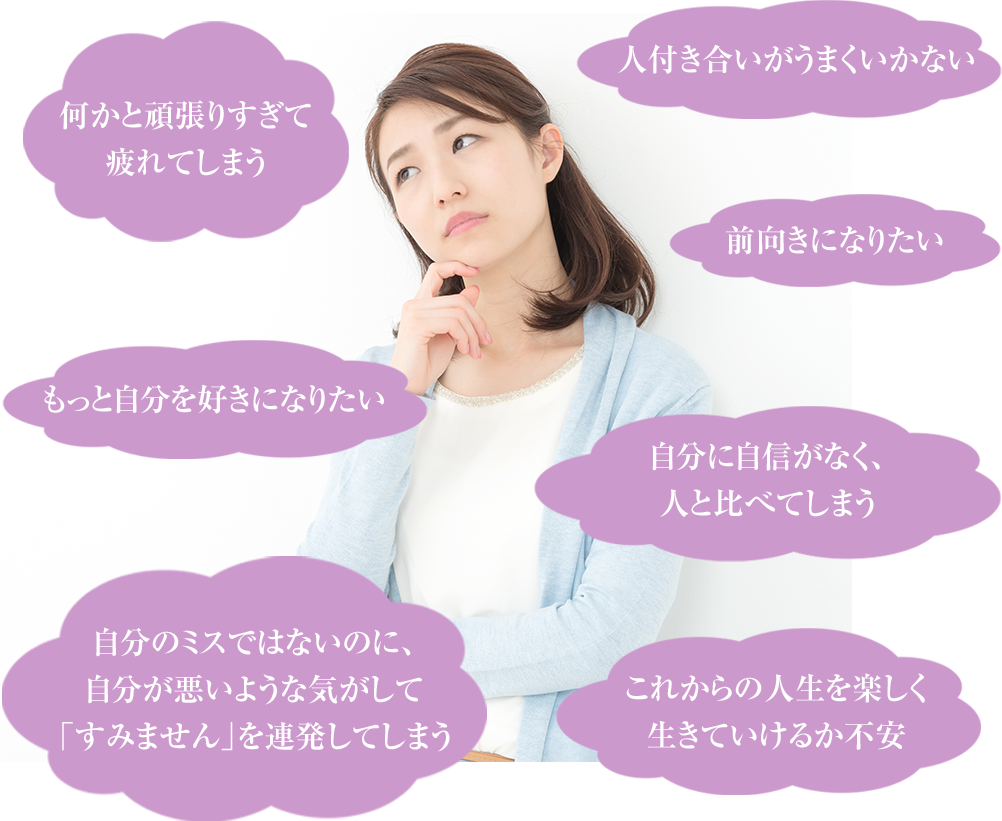 何かと頑張りすぎて
疲れてしまう
人付き合いがうまくいかない
前向きになりたい
もっと自分を好きになりたい
自分に自信がなく、
人と比べてしまう
自分のミスではないのに、
自分が悪いような気がして
「すみません」を連発してしまう
これからの人生を楽しく
生きていけるか不安